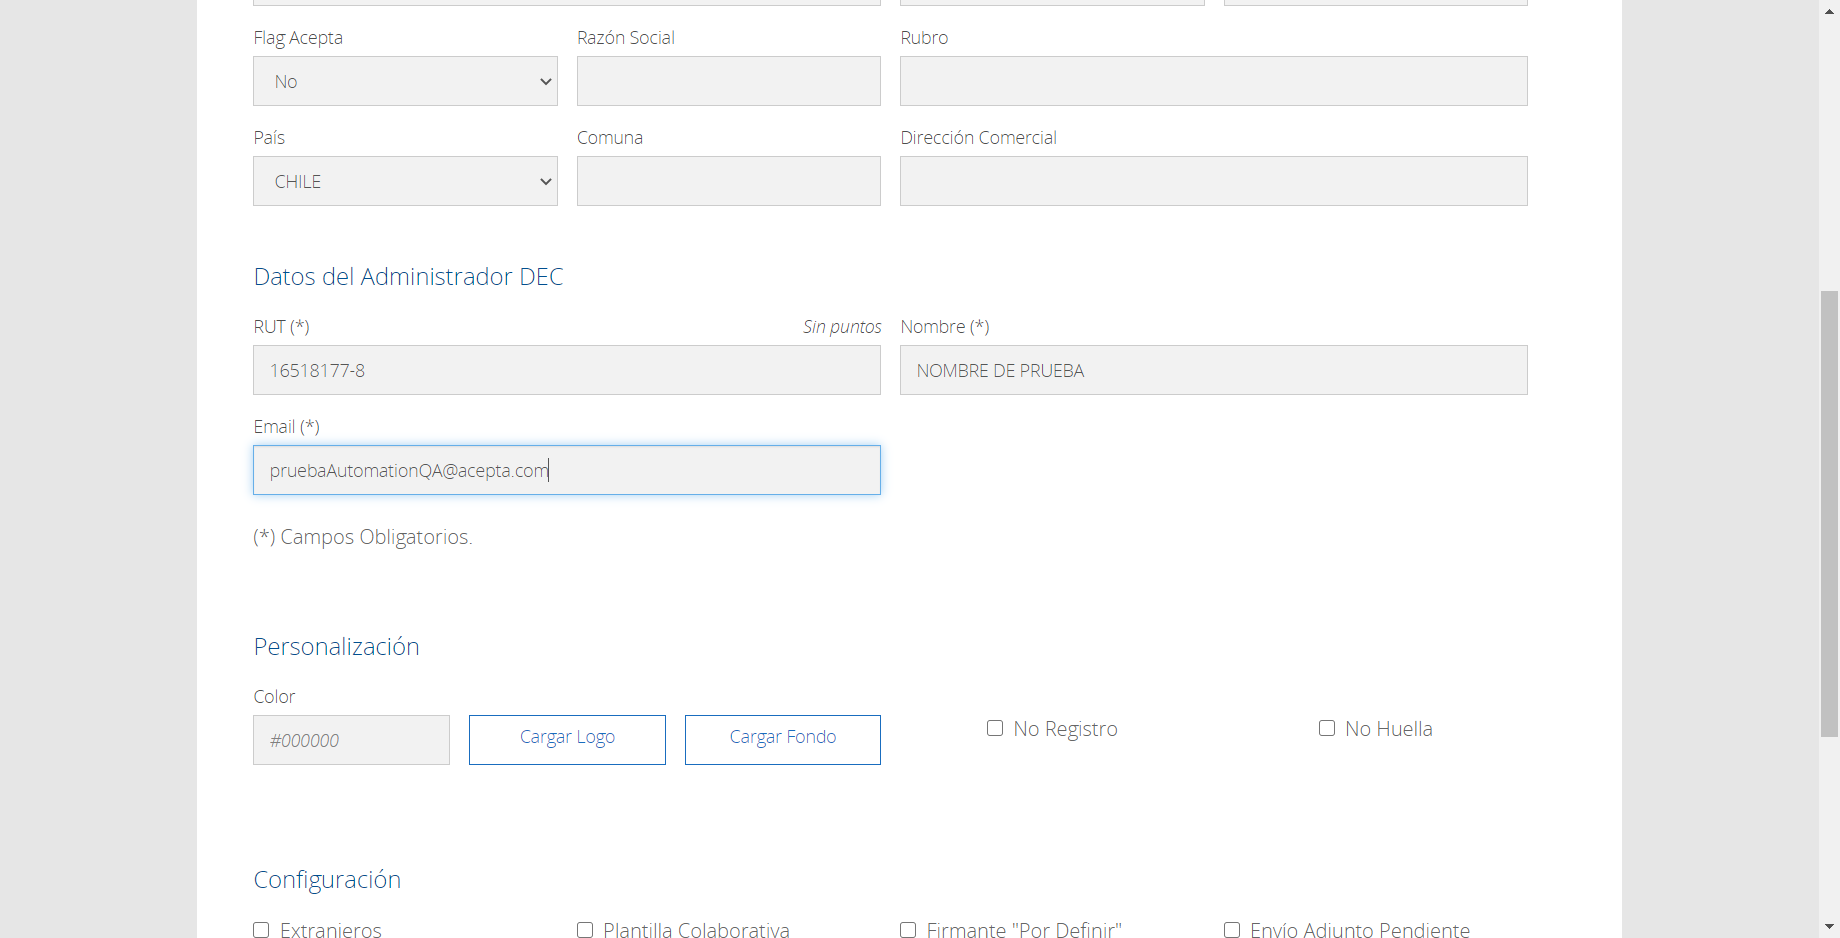 Flag Acepta Razón Social Rubro
No
País Comuna Dirección Comercial
CHILE
Datos del Administrador DEC
RUT (*) Sin puntos Nombre (*)
16518177-8 NOMBRE DE PRUEBA
Email (*)
pruebaAutomationQA@acepta.com
(*) Campos Obligatorios.
Personalización
Color
#000000 Cargar Logo Cargar Fondo No Registro No Huella
Configuración
Extranjeros Plantilla Colaborativa Firmante "Por Definir" Envío Adjunto Pendiente